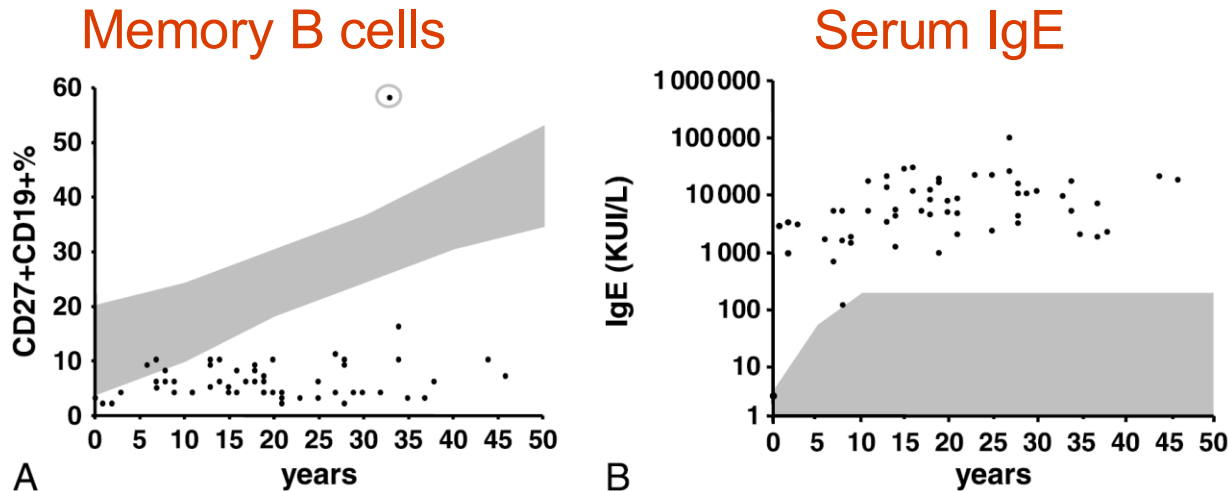 Memory B cells
CD27+CD19+%
60
50
40
30
20
10
0
0 5 10 15 20 25 30 35 40 45 50
years
A
Serum IgE
IgE (KUI/L)
1 000 000
100 000
10 000
1000
100
10
1
0 5 10 15 20 25 30 35 40 45 50
years
B